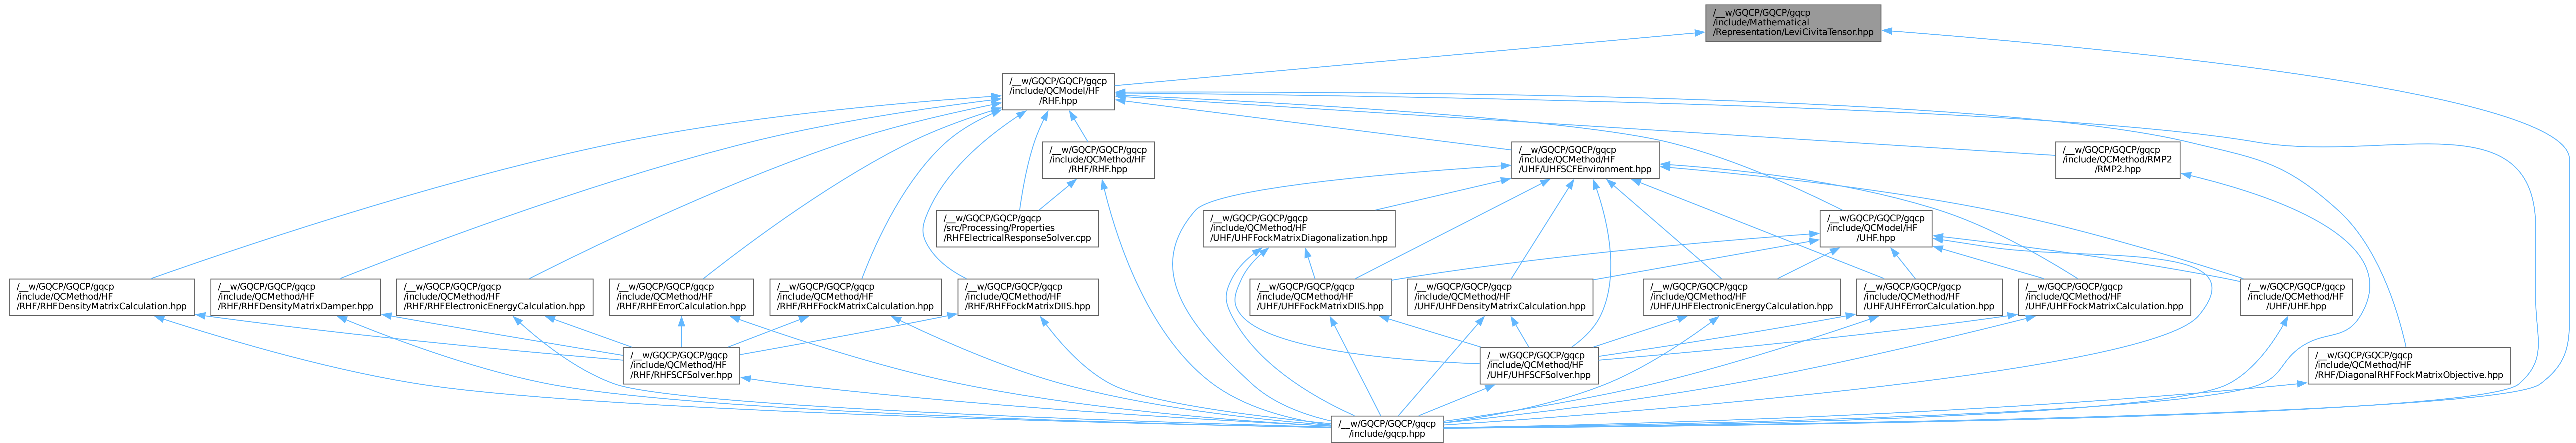 /__w/GQCP/GQCP/gqcp
/include/Mathematical
/Representation/LeviCivitaTensor.hpp
/__w/GQCP/GQCP/gqcp
/include/QCModel/HF
/RHF.hpp
/__w/GQCP/GQCP/gqcp
/include/QCMethod/HF
/RHF/RHF.hpp
/__w/GQCP/GQCP/gqcp
/include/QCMethod/HF
/UHF/UHFSCFEnvironment.hpp
/__w/GQCP/GQCP/gqcp
/include/QCMethod/RMP2
/RMP2.hpp
/__w/GQCP/GQCP/gqcp
/src/Processing/Properties
/RHFElectricalResponseSolver.cpp
/__w/GQCP/GQCP/gqcp
/include/QCMethod/HF
/UHF/UHFFockMatrixDiagonalization.hpp
/__w/GQCP/GQCP/gqcp
/include/QCModel/HF
/UHF.hpp
/__w/GQCP/GQCP/gqcp
/include/QCMethod/HF
/RHF/RHFDensityMatrixCalculation.hpp
/__w/GQCP/GQCP/gqcp
/include/QCMethod/HF
/RHF/RHFDensityMatrixDamper.hpp
/__w/GQCP/GQCP/gqcp
/include/QCMethod/HF
/RHF/RHFElectronicEnergyCalculation.hpp
/__w/GQCP/GQCP/gqcp
/include/QCMethod/HF
/RHF/RHFErrorCalculation.hpp
/__w/GQCP/GQCP/gqcp
/include/QCMethod/HF
/RHF/RHFFockMatrixCalculation.hpp
/__w/GQCP/GQCP/gqcp
/include/QCMethod/HF
/RHF/RHFFockMatrixDIIS.hpp
/__w/GQCP/GQCP/gqcp
/include/QCMethod/HF
/UHF/UHFFockMatrixDIIS.hpp
/__w/GQCP/GQCP/gqcp
/include/QCMethod/HF
/UHF/UHFDensityMatrixCalculation.hpp
/__w/GQCP/GQCP/gqcp
/include/QCMethod/HF
/UHF/UHFElectronicEnergyCalculation.hpp
/__w/GQCP/GQCP/gqcp
/include/QCMethod/HF
/UHF/UHFErrorCalculation.hpp
/__w/GQCP/GQCP/gqcp
/include/QCMethod/HF
/UHF/UHFFockMatrixCalculation.hpp
/__w/GQCP/GQCP/gqcp
/include/QCMethod/HF
/UHF/UHF.hpp
/__w/GQCP/GQCP/gqcp
/include/QCMethod/HF
/RHF/RHFSCFSolver.hpp
/__w/GQCP/GQCP/gqcp
/include/QCMethod/HF
/UHF/UHFSCFSolver.hpp
/__w/GQCP/GQCP/gqcp
/include/QCMethod/HF
/RHF/DiagonalRHFFockMatrixObjective.hpp
/__w/GQCP/GQCP/gqcp
/include/gqcp.hpp